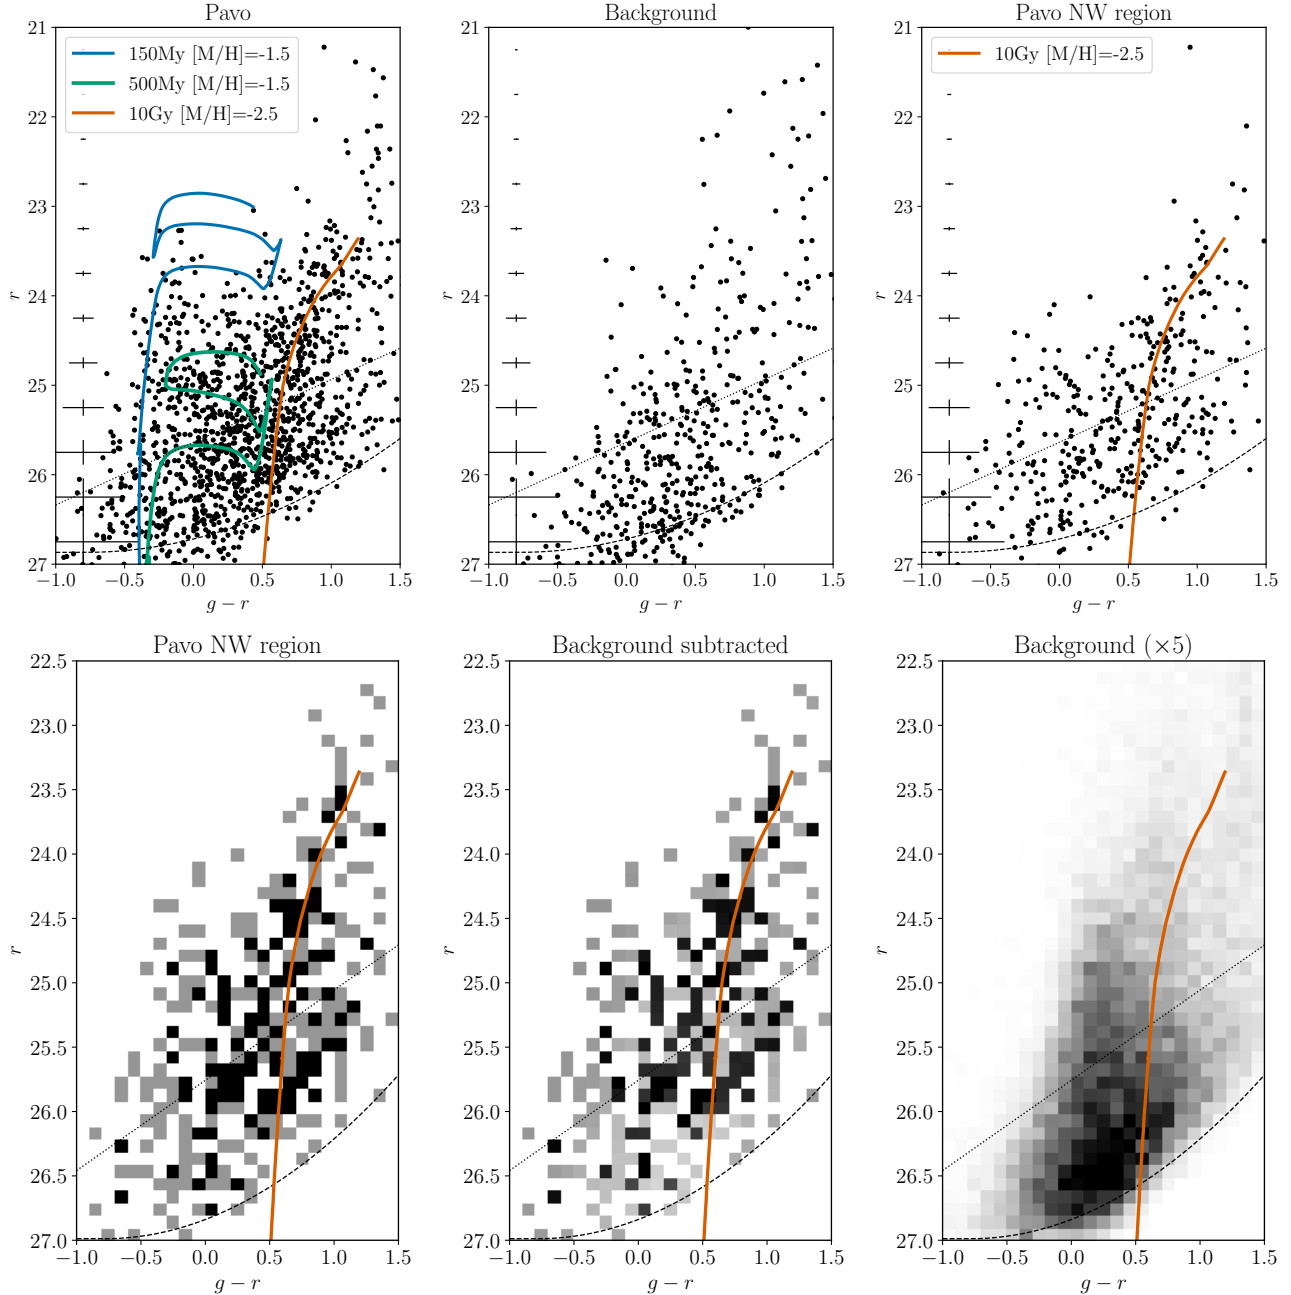 Pavo
150My [M/H]=-1.5
500My [M/H]=-1.5
10Gy [M/H]=-2.5
21
22
23
24
25
26
27
r
−1.0 −0.5 0.0 0.5 1.0 1.5
g − r
Background
21
22
23
24
25
26
27
r
−1.0 −0.5 0.0 0.5 1.0 1.5
g − r
Pavo NW region
10Gy [M/H]=-2.5
21
22
23
24
25
26
27
r
−1.0 −0.5 0.0 0.5 1.0 1.5
g − r
Pavo NW region
22.5
23.0
23.5
24.0
24.5
25.0
25.5
26.0
26.5
27.0
r
−1.0 −0.5 0.0 0.5 1.0 1.5
g − r
Background subtracted
22.5
23.0
23.5
24.0
24.5
25.0
25.5
26.0
26.5
27.0
r
−1.0 −0.5 0.0 0.5 1.0 1.5
g − r
Background (×5)
22.5
23.0
23.5
24.0
24.5
25.0
25.5
26.0
26.5
27.0
r
−1.0 −0.5 0.0 0.5 1.0 1.5
g − r